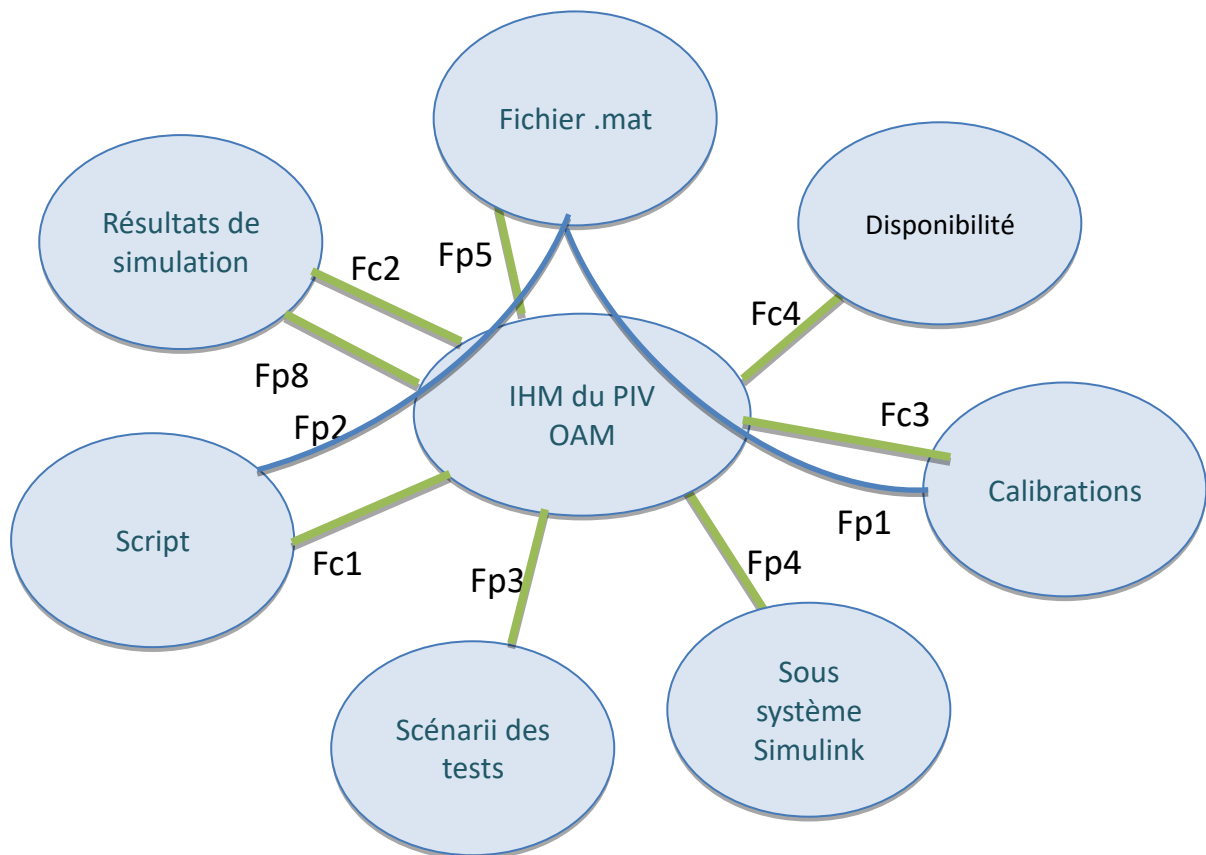 Fichier .mat
Résultats de
simulation
Disponibilité
Fp5
Fc2
Fc4
Fp8
IHM du PIV
OAM
Fc3
Fp2
Calibrations
Fp1
Script
Fc1
Fp3
Fp4
Sous
système
Simulink
Scénarii des
tests